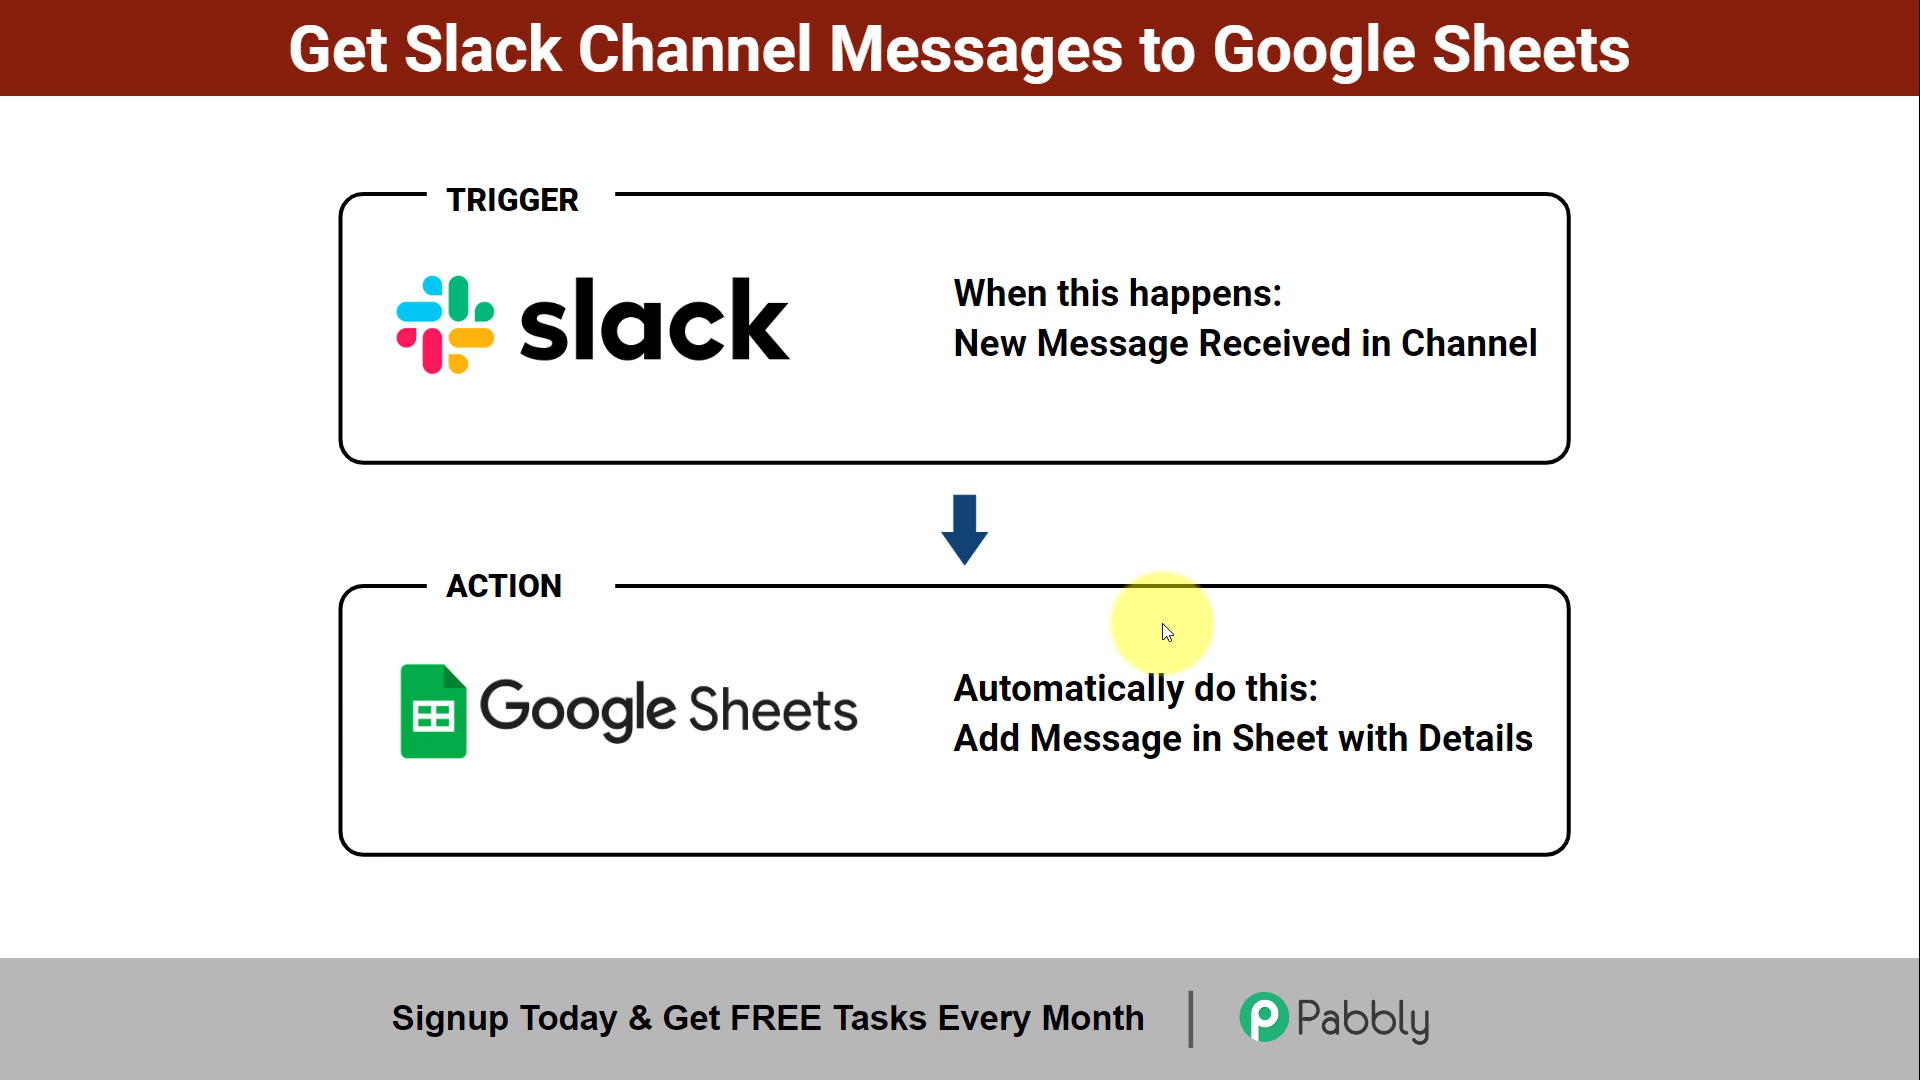 Get Slack Channel Messages to Google Sheets
TRIGGER
slack
When this happens:
New Message Received in Channel
ACTION
Google Sheets
Automatically do this:
Add Message in Sheet with Details
Signup Today & Get FREE Tasks Every Month
Pabbly